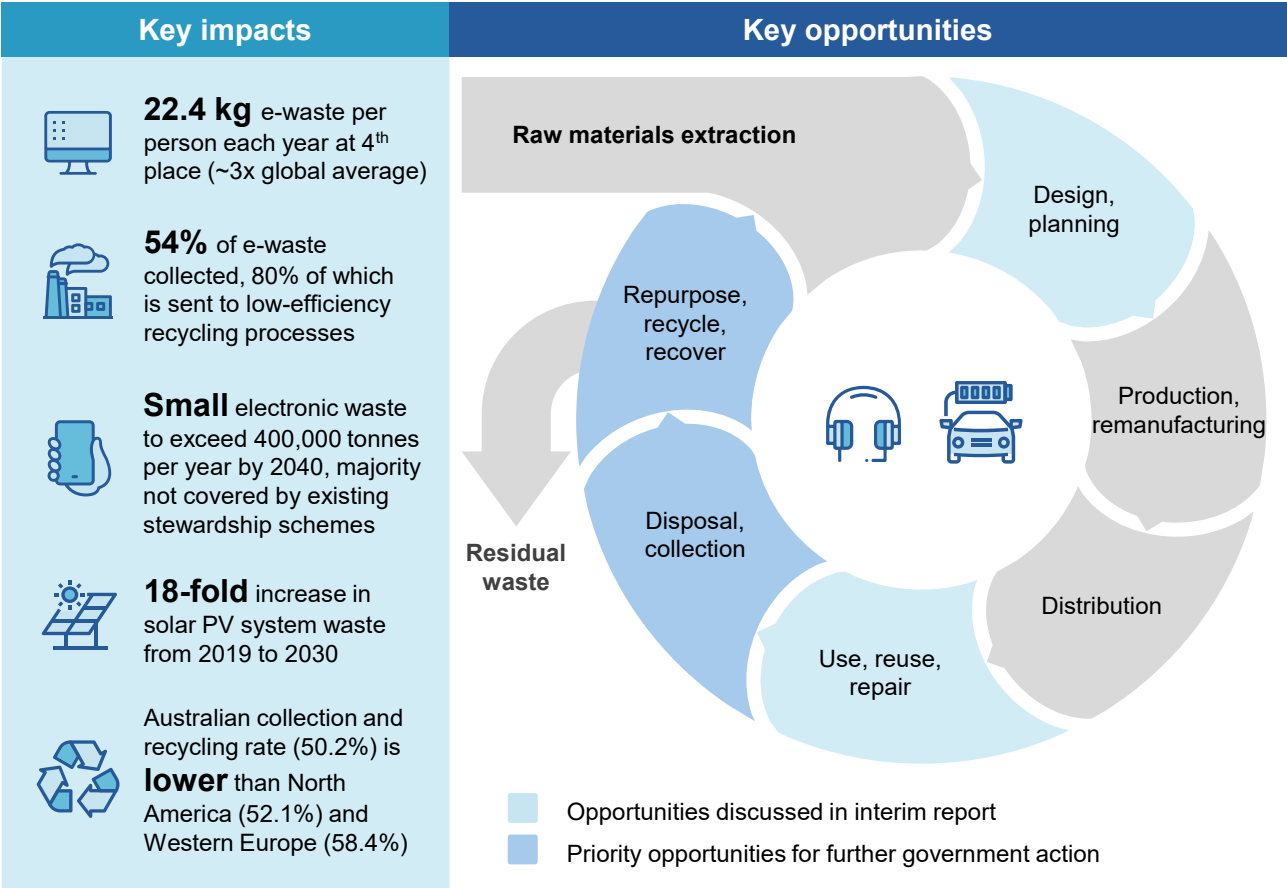 Key impacts
22.4 kg e-waste per
person each year at 4th
place (~3x global average)
54% of e-waste
collected, 80% of which
is sent to low-efficiency
recycling processes
Small electronic waste
to exceed 400,000 tonnes
per year by 2040, majority
not covered by existing
stewardship schemes
18-fold increase in
solar PV system waste
from 2019 to 2030
Australian collection and
recycling rate (50.2%) is
lower than North
America (52.1%) and
Western Europe (58.4%)
Key opportunities
Raw materials extraction
Design,
planning
Production,
remanufacturing
Distribution
Use, reuse,
repair
Disposal,
collection
Repurpose,
recycle,
recover
Residual
waste
Opportunities discussed in interim report
Priority opportunities for further government action